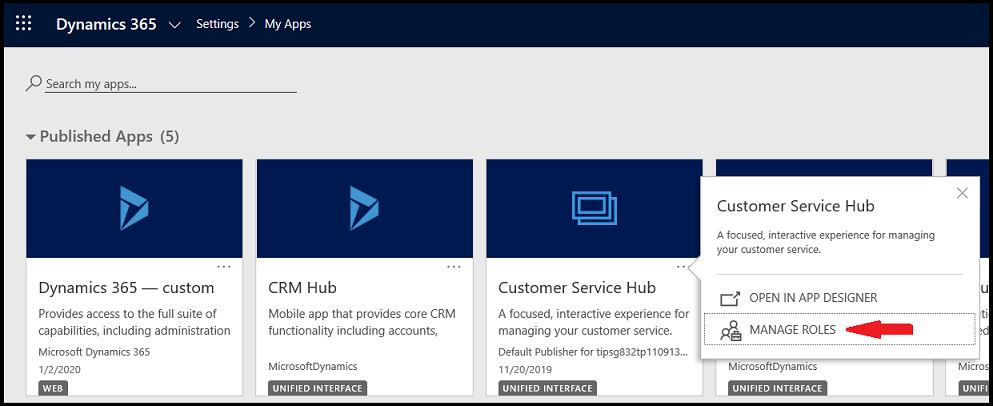 Dynamics 365 Settings > My Apps
Search my apps...
Published Apps (5)
Dynamics 365 — custom
Provides access to the full suite of
capabilities, including administration
Microsoft Dynamics 365
1/2/2020
WEB
CRM Hub
Mobile app that provides core CRM
functionality including accounts,
MicrosoftDynamics
UNIFIED INTERFACE
Customer Service Hub
A focused, interactive experience for
managing your customer service.
Default Publisher for tipsg832tp110913...
11/20/2019
UNIFIED INTERFACE
Customer Service Hub
A focused, interactive experience for managing
your customer service.
OPEN IN APP DESIGNER
MANAGE ROLES
MicrosoftDynamics
UNIFIED INTERFACE
UNIFI